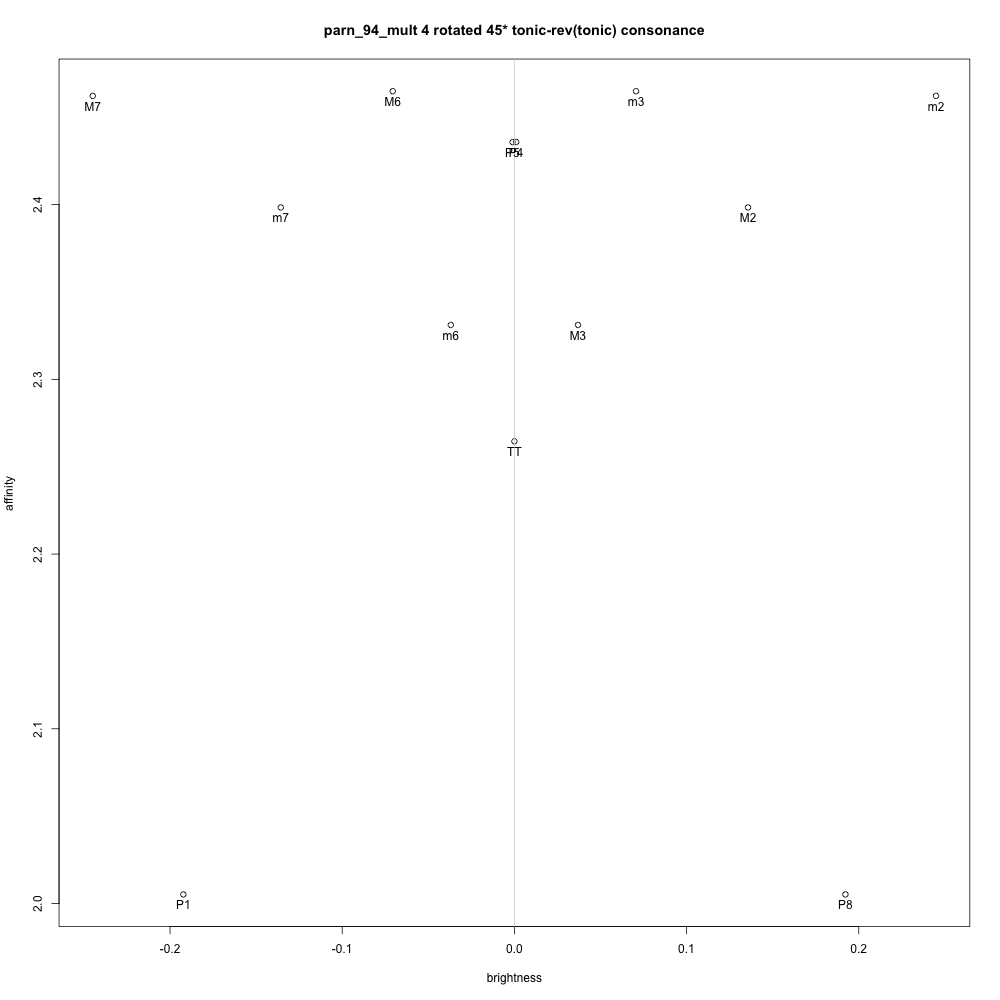 parn_94_mult 4 rotated 45* tonic-rev(tonic) consonance
M7
M6
m3
m2
P5
P4
m7
M2
m6
M3
TT
P1
P8
2.4
2.3
2.2
2.1
2.0
affinity
-0.2
-0.1
0.0
0.1
0.2
brightness